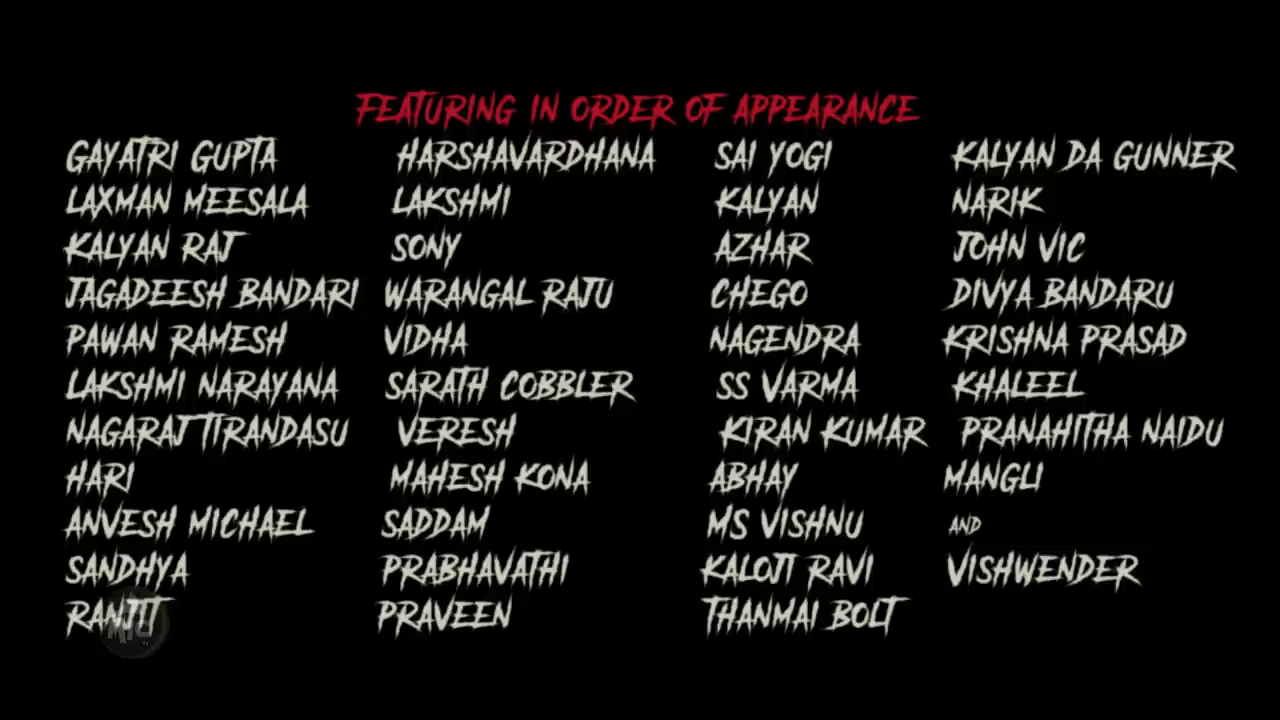 FEATURING IN ORDER OF APPEARANCE
GAYATRI GUPTA
LAXMAN MEESALA
KALYAN RAJ
JAGADEESH BANDARI
PAWAN RAMESH
LAKSHMI NARAYANA
NAGARAJ TIRANDASU
HARI
ANVESH MICHAEL
SANDHYA
RANJIT
HARSHAVARDHANA
LAKSHMI
SONY
WARANGAL RAJU
VIDHA
SARATH COBBLER
VERESH
MAHESH KONA
SADDAM
PRABHAVATHI
PRAVEEN
SAI YOGI
KALYAN
AZHAR
CHEGO
NAGENDRA
SS VARMA
KIRAN KUMAR
ABHAY
MS VISHNU
KALOJI RAVI
THANMAI BOLT
KALYAN DA GUNNER
NARIK
JOHN VIC
DIVYA BANDARU
KRISHNA PRASAD
KHALEEL
PRANAHITHA NAIDU
MANGLI
AND
VISHWENDER